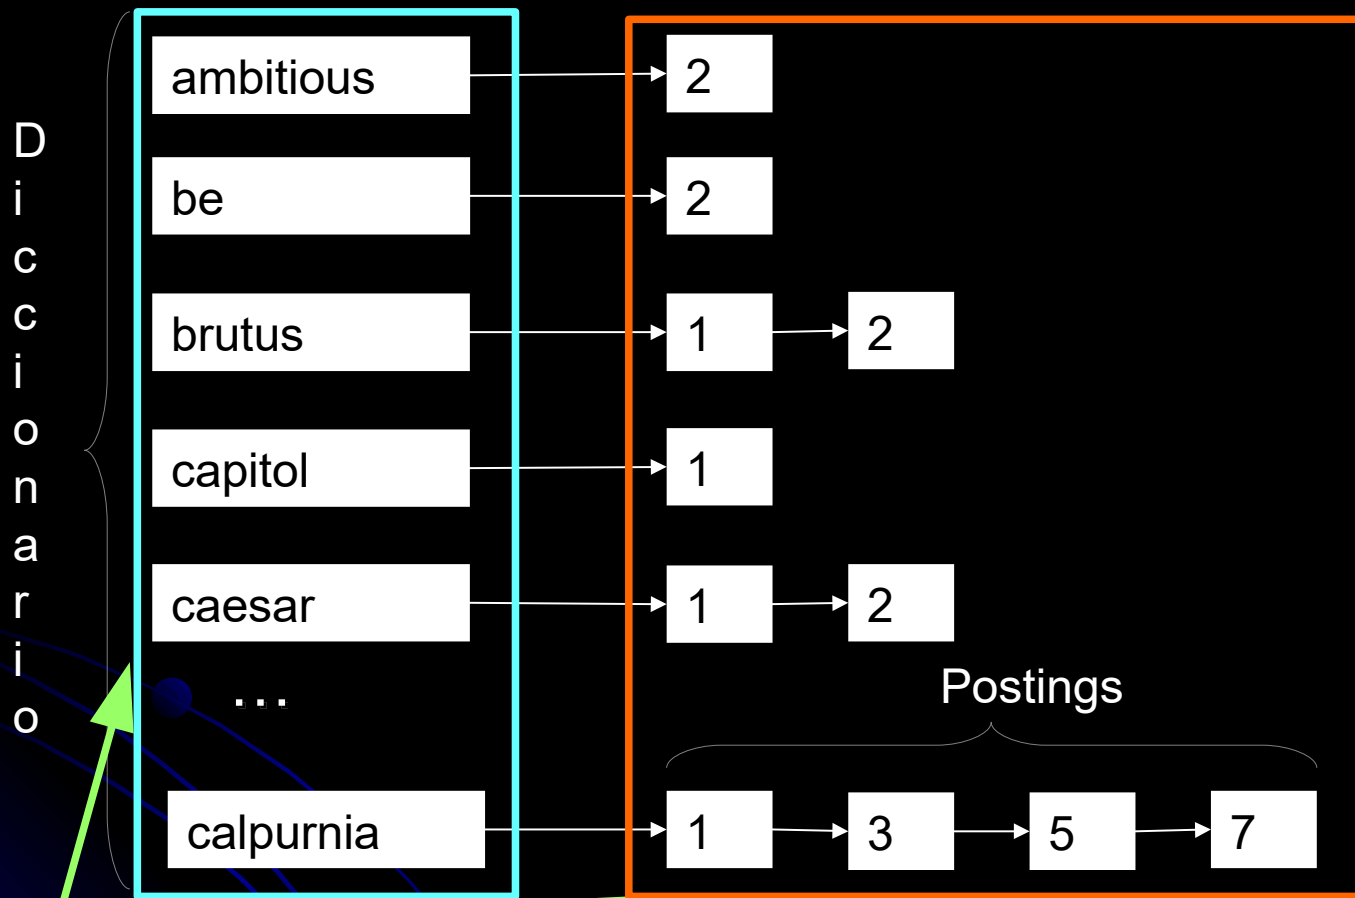 Diccionario
ambitious 2
be 2
brutus 1 2
capitol 1
caesar 1 2
...
Postings
calpurnia 1 3 5 7